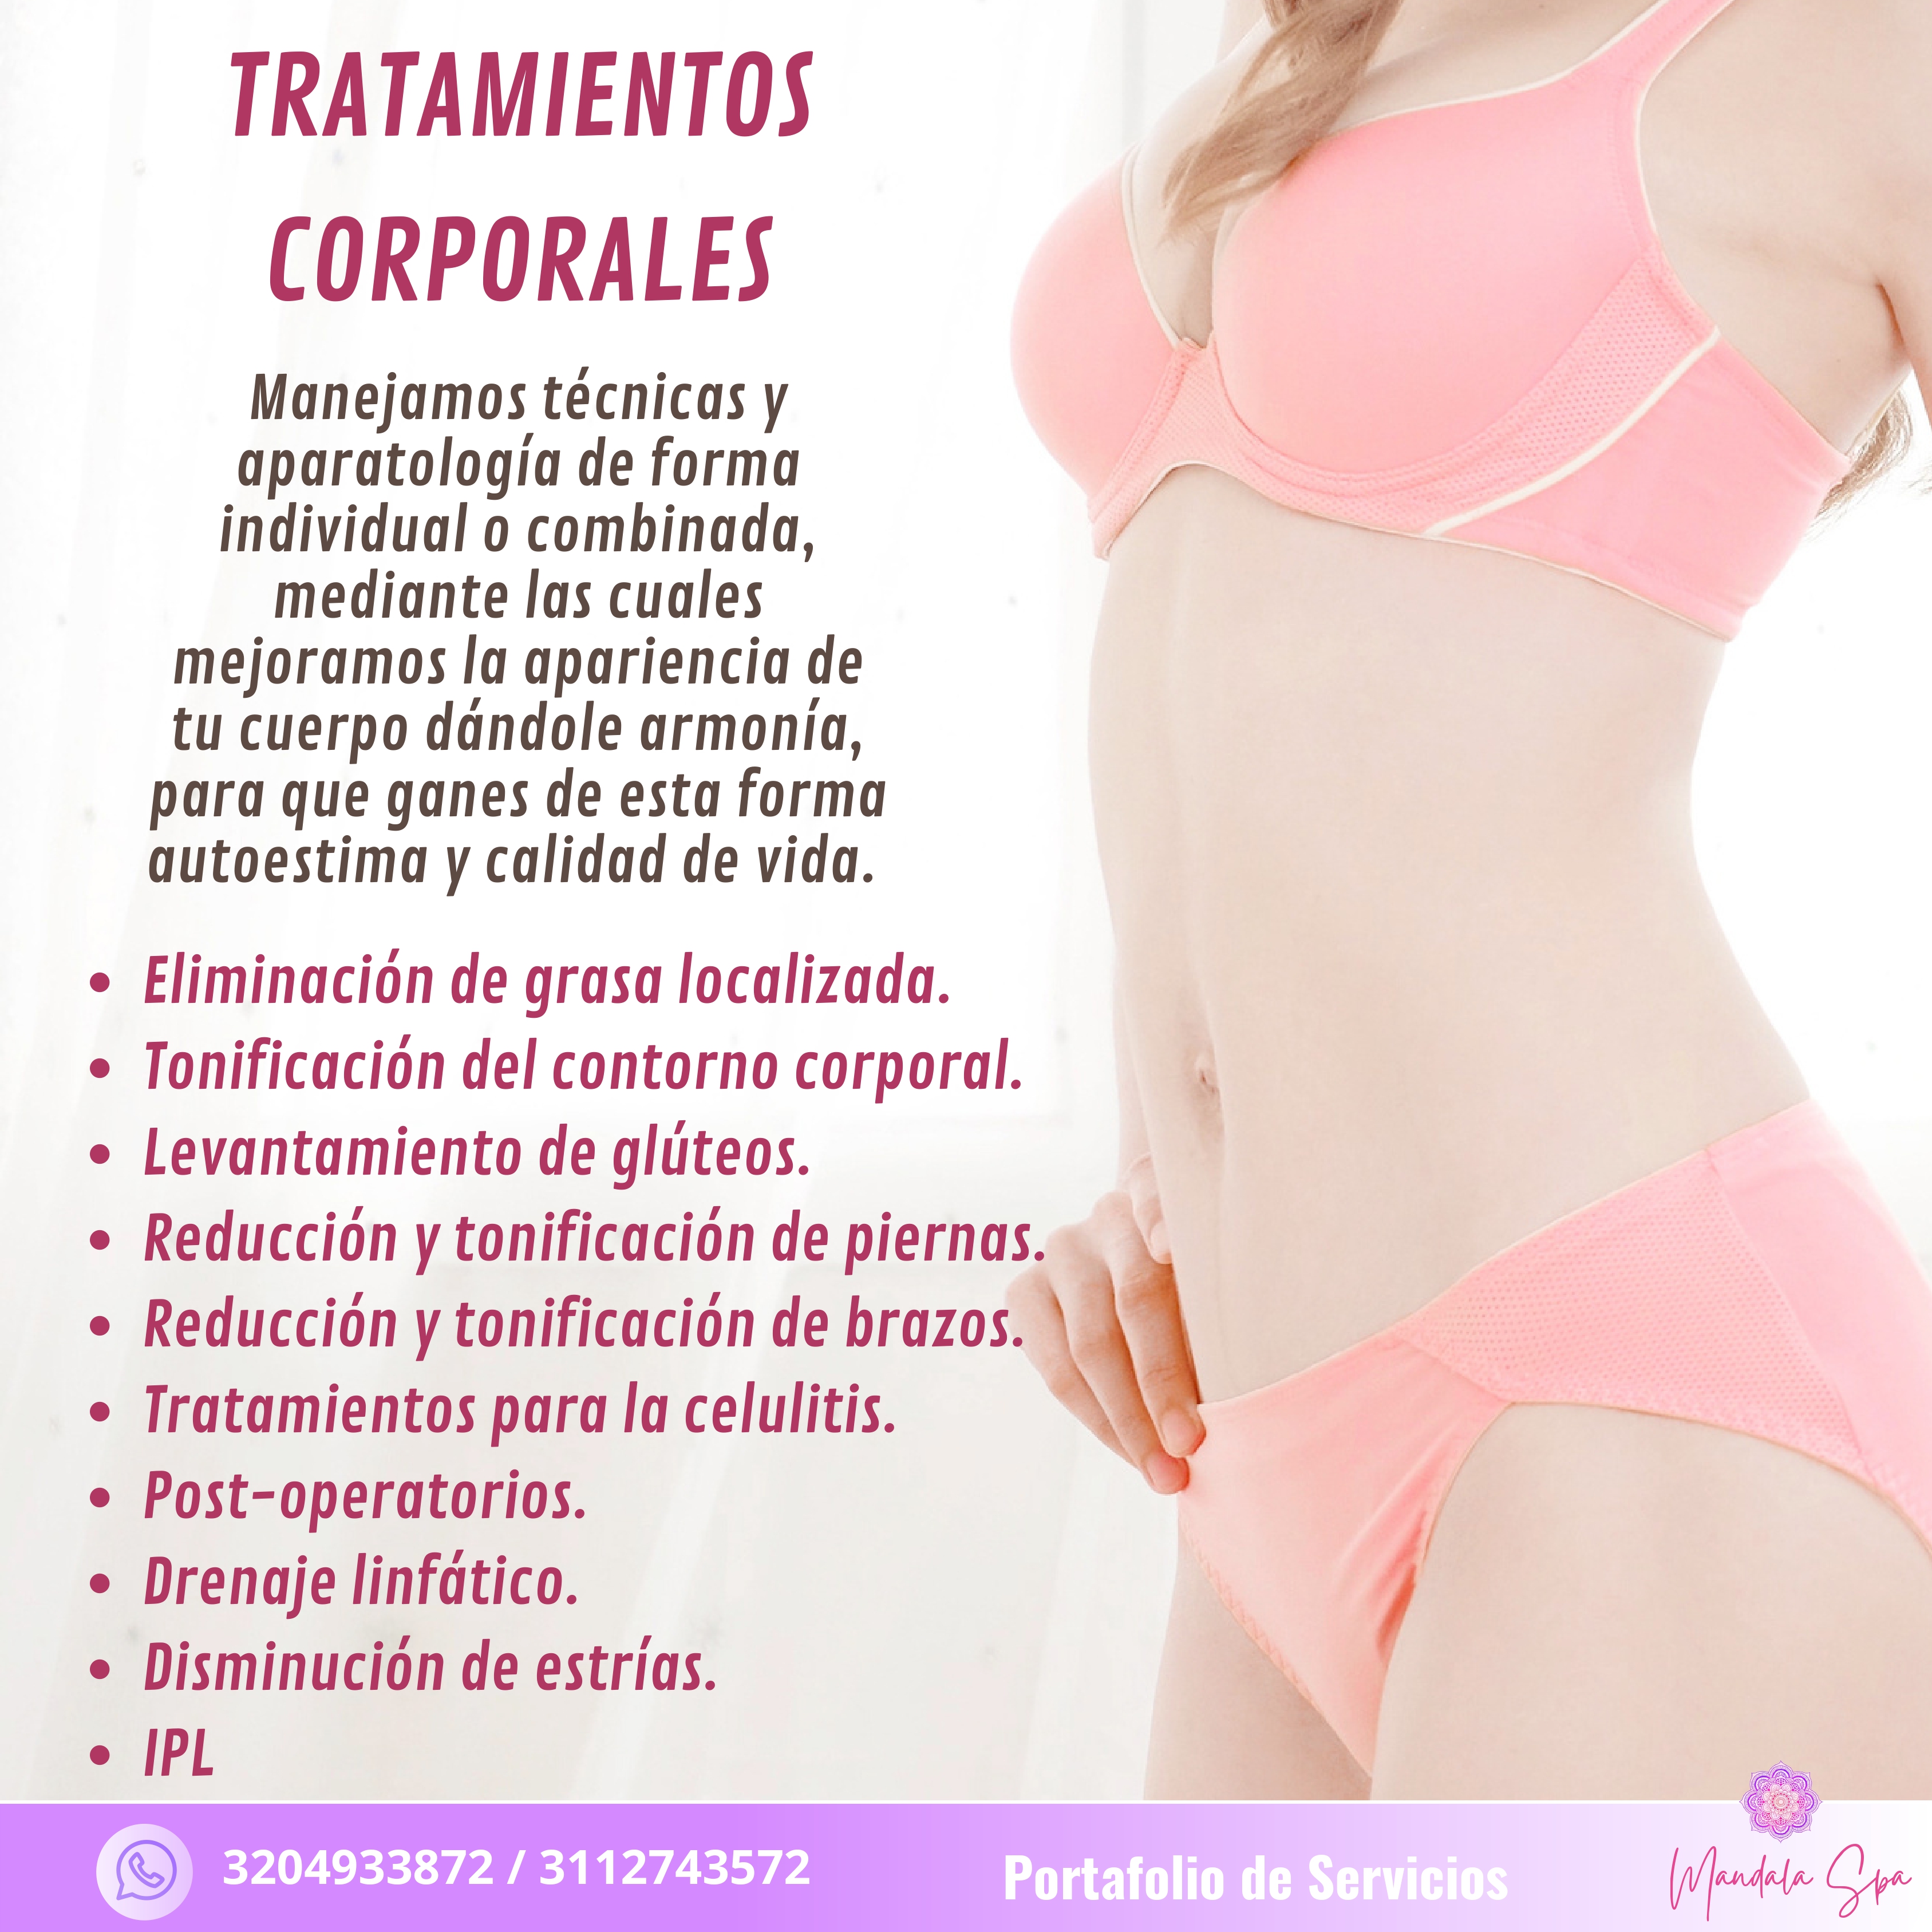 TRATAMIENTOS
CORPORALES
Manejamos técnicas y
aparatología de forma
individual o combinada,
mediante las cuales
mejoramos la apariencia de
tu cuerpo dándole armonía,
para que ganes de esta forma
autoestima y calidad de vida.
• Eliminación de grasa localizada.
• Tonificación del contorno corporal.
• Levantamiento de glúteos.
• Reducción y tonificación de piernas.
• Reducción y tonificación de brazos.
• Tratamientos para la celulitis.
• Post-operatorios.
• Drenaje linfático.
• Disminución de estrías.
• IPL
3204933872 / 3112743572
Portafolio de Servicios
Mandala Spa